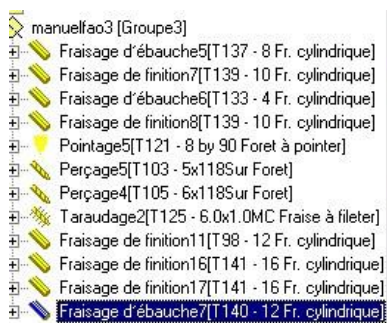 manuelfao3 [Groupe3]
Fraisage d'ébauche5[T137 - 8 Fr. cylindrique]
Fraisage de finition7[T139 - 10 Fr. cylindrique]
Fraisage d'ébauche6[T133 - 4 Fr. cylindrique]
Fraisage de finition8[T139 - 10 Fr. cylindrique]
Pointage5[T121 - 8 by 90 Foret à pointer]
Perçage5[T103 - 5x118Sur Foret]
Perçage4[T105 - 6x118Sur Foret]
Taraudage2[T125 - 6.0x1.0MC Fraise à fileter]
Fraisage de finition11[T98 - 12 Fr. cylindrique]
Fraisage de finition16[T141 - 16 Fr. cylindrique]
Fraisage de finition17[T141 - 16 Fr. cylindrique]
Fraisage d'ébauche7[T140 - 12 Fr. cylindrique]